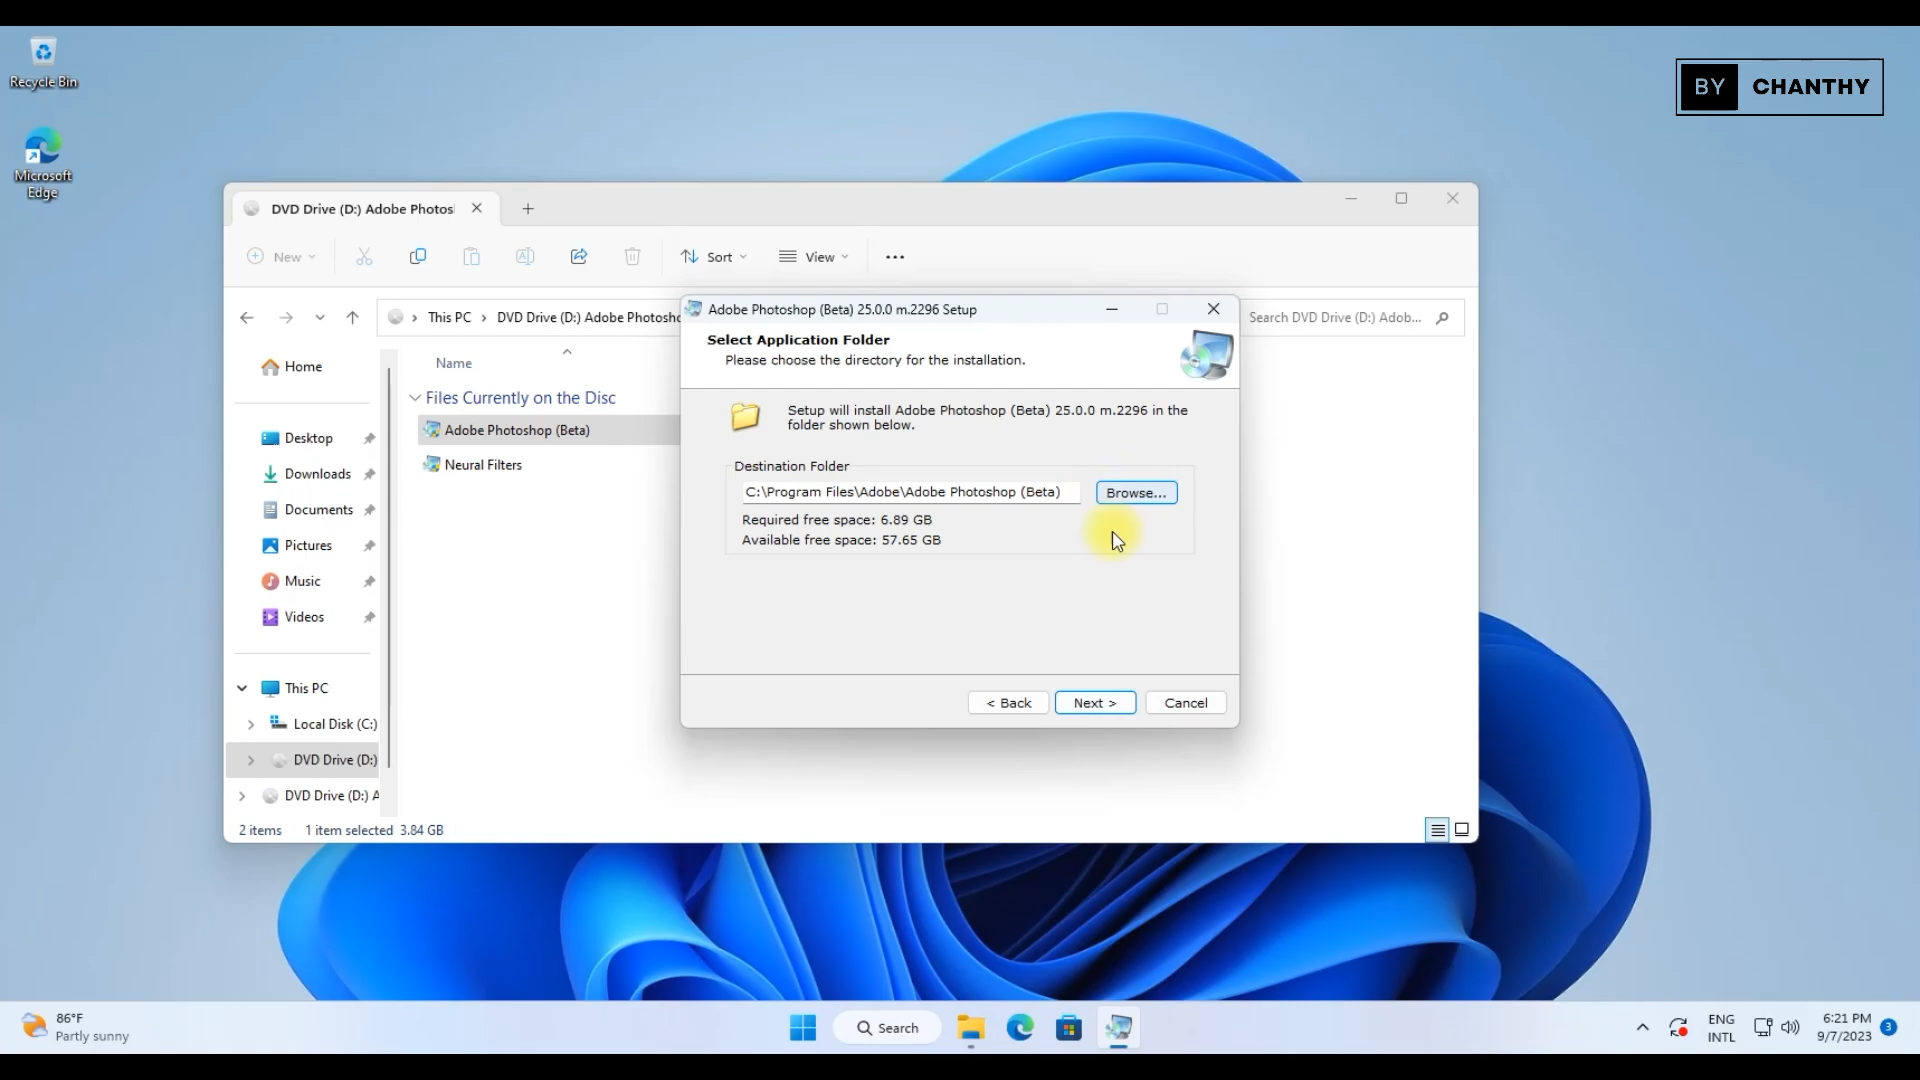 Recycle Bin
Microsoft
Edge
BY CHANTHY
DVD Drive (D:) Adobe Photos
New
Sort
View
This PC
DVD Drive (D:) Adobe Photosho
Search DVD Drive (D:) Adob...
Home
Desktop
Downloads
Documents
Pictures
Music
Videos
This PC
Local Disk (C:)
DVD Drive (D:)
DVD Drive (D:) A
Name
Files Currently on the Disc
Adobe Photoshop (Beta)
Neural Filters
2 items 1 item selected 3.84 GB
Adobe Photoshop (Beta) 25.0.0 m.2296 Setup
Select Application Folder
Please choose the directory for the installation.
Setup will install Adobe Photoshop (Beta) 25.0.0 m.2296 in the
folder shown below.
Destination Folder
C:\Program Files\Adobe\Adobe Photoshop (Beta)
Browse...
Required free space: 6.89 GB
Available free space: 57.65 GB
< Back
Next >
Cancel
86°F
Partly sunny
Search
ENG
INTL
6:21 PM
9/7/2023
3